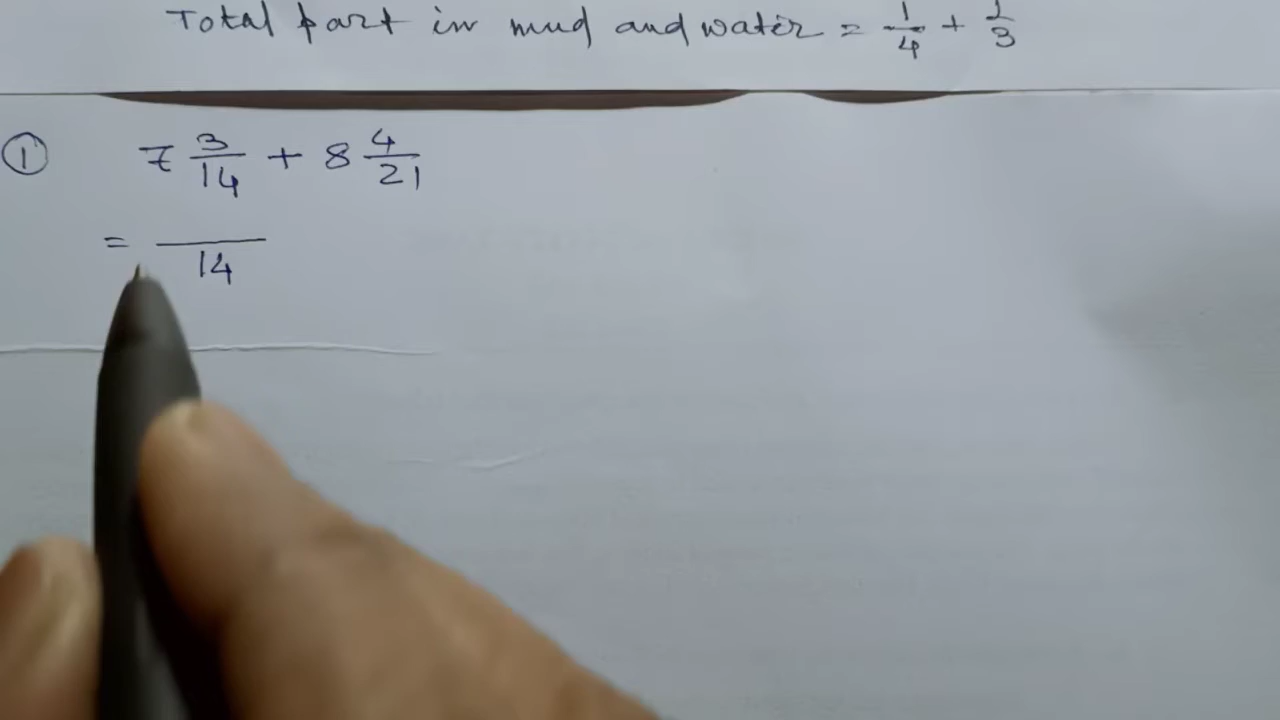 Total part in mud and water = 1/4 + 1/3
① 7 3/14 + 8 4/21
= /14